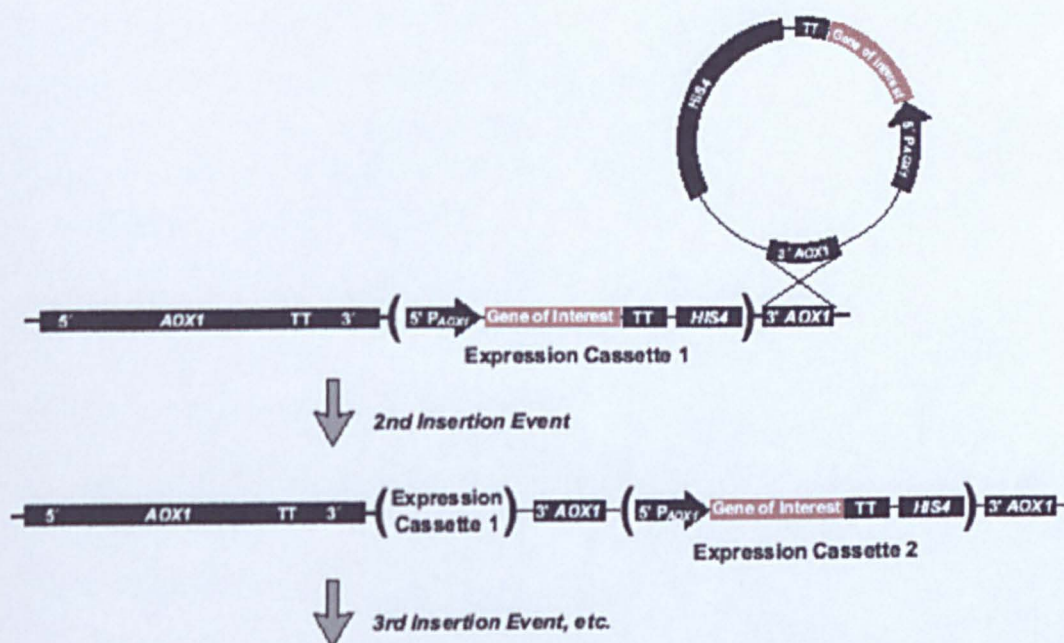 TT
Gene of Interest
HIS4
5' PAOX1
3' AOX1
5' AOX1 TT 3' ( 5' PAOX1 Gene of Interest TT HIS4 ) 3' AOX1
Expression Cassette 1
2nd Insertion Event
5' AOX1 TT 3' ( Expression Cassette 1 ) 3' AOX1 ( 5' PAOX1 Gene of Interest TT HIS4 ) 3' AOX1
Expression Cassette 2
3rd Insertion Event, etc.